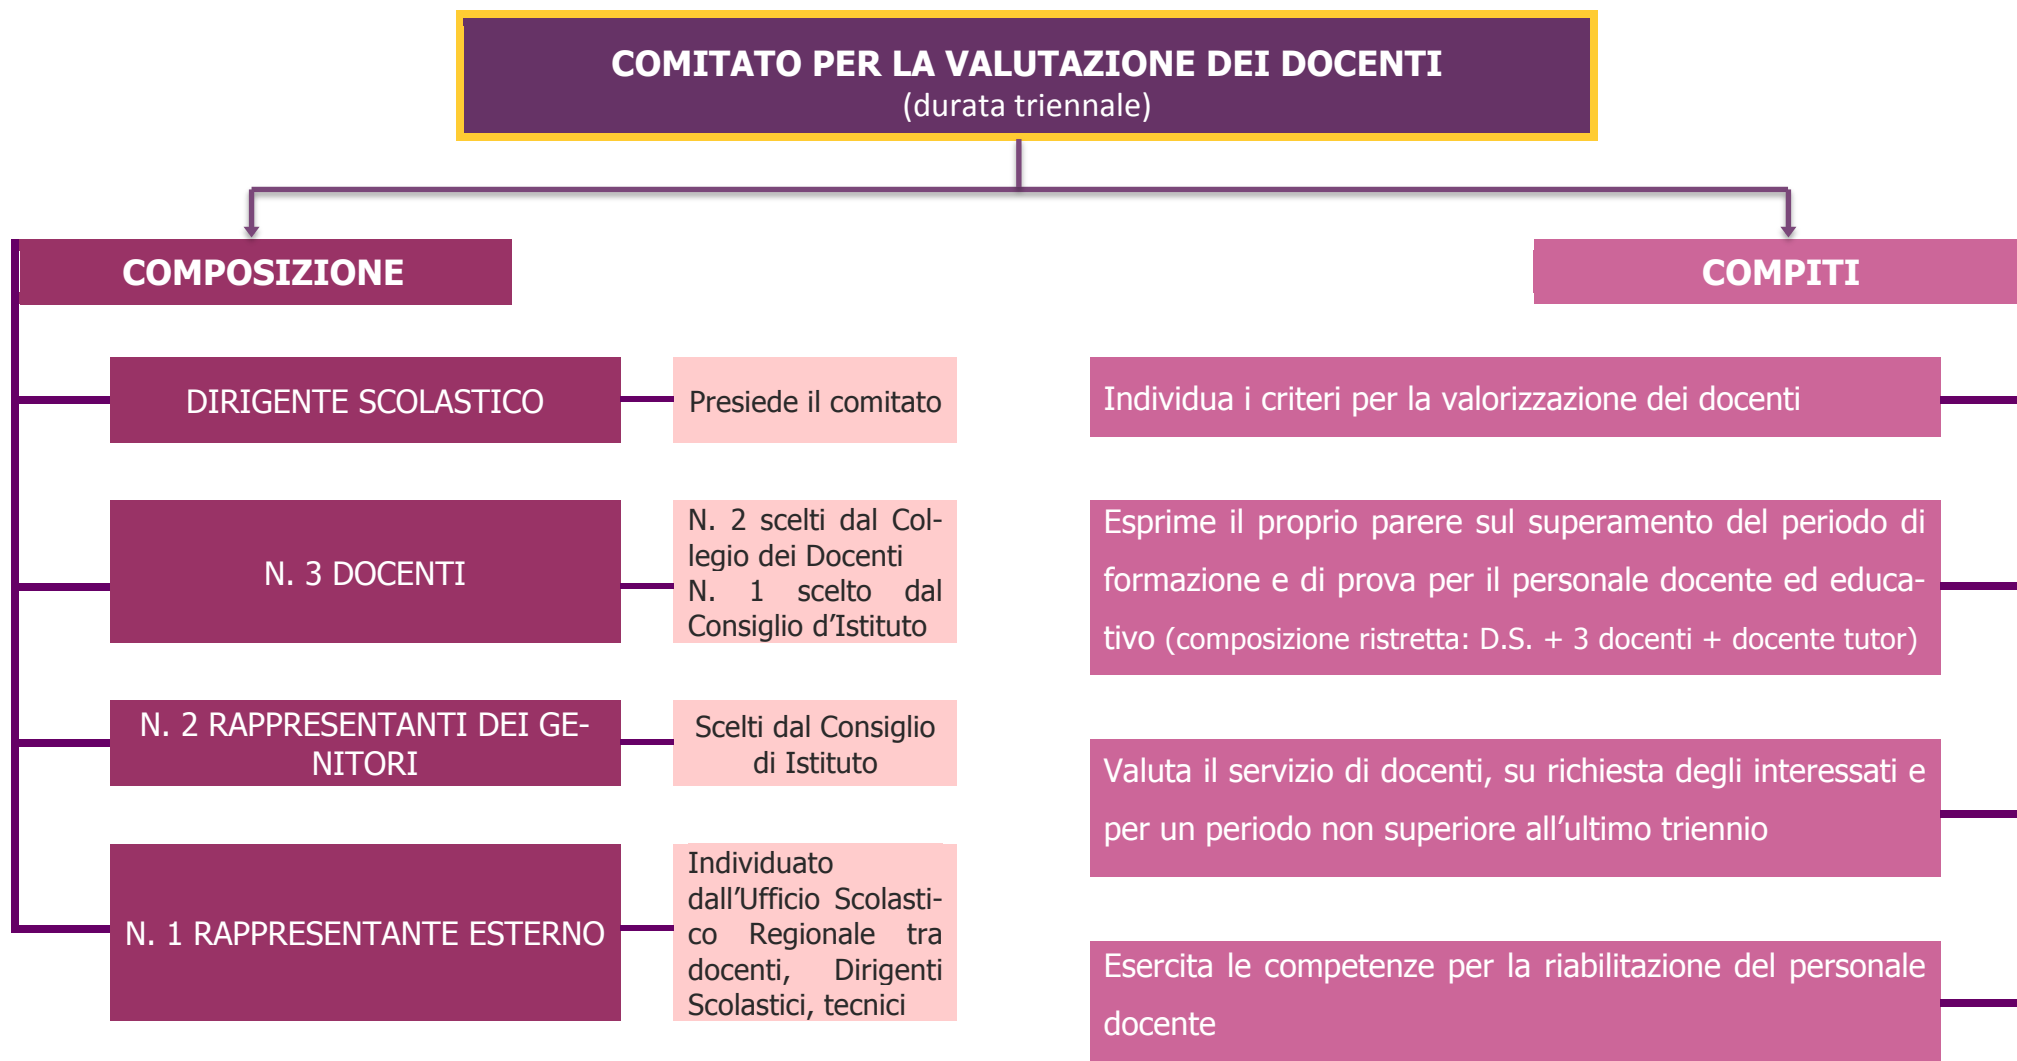 COMITATO PER LA VALUTAZIONE DEI DOCENTI
(durata triennale)
COMPOSIZIONE
DIRIGENTE SCOLASTICO
Presiede il comitato
N. 3 DOCENTI
N. 2 scelti dal Col-
legio dei Docenti
N. 1 scelto dal
Consiglio d’Istituto
N. 2 RAPPRESENTANTI DEI GE-
NITORI
Scelti dal Consiglio
di Istituto
N. 1 RAPPRESENTANTE ESTERNO
Individuato
dall’Ufficio Scolasti-
co Regionale tra
docenti, Dirigenti
Scolastici, tecnici
COMPITI
Individua i criteri per la valorizzazione dei docenti
Esprime il proprio parere sul superamento del periodo di
formazione e di prova per il personale docente ed educa-
tivo (composizione ristretta: D.S. + 3 docenti + docente tutor)
Valuta il servizio di docenti, su richiesta degli interessati e
per un periodo non superiore all’ultimo triennio
Esercita le competenze per la riabilitazione del personale
docente